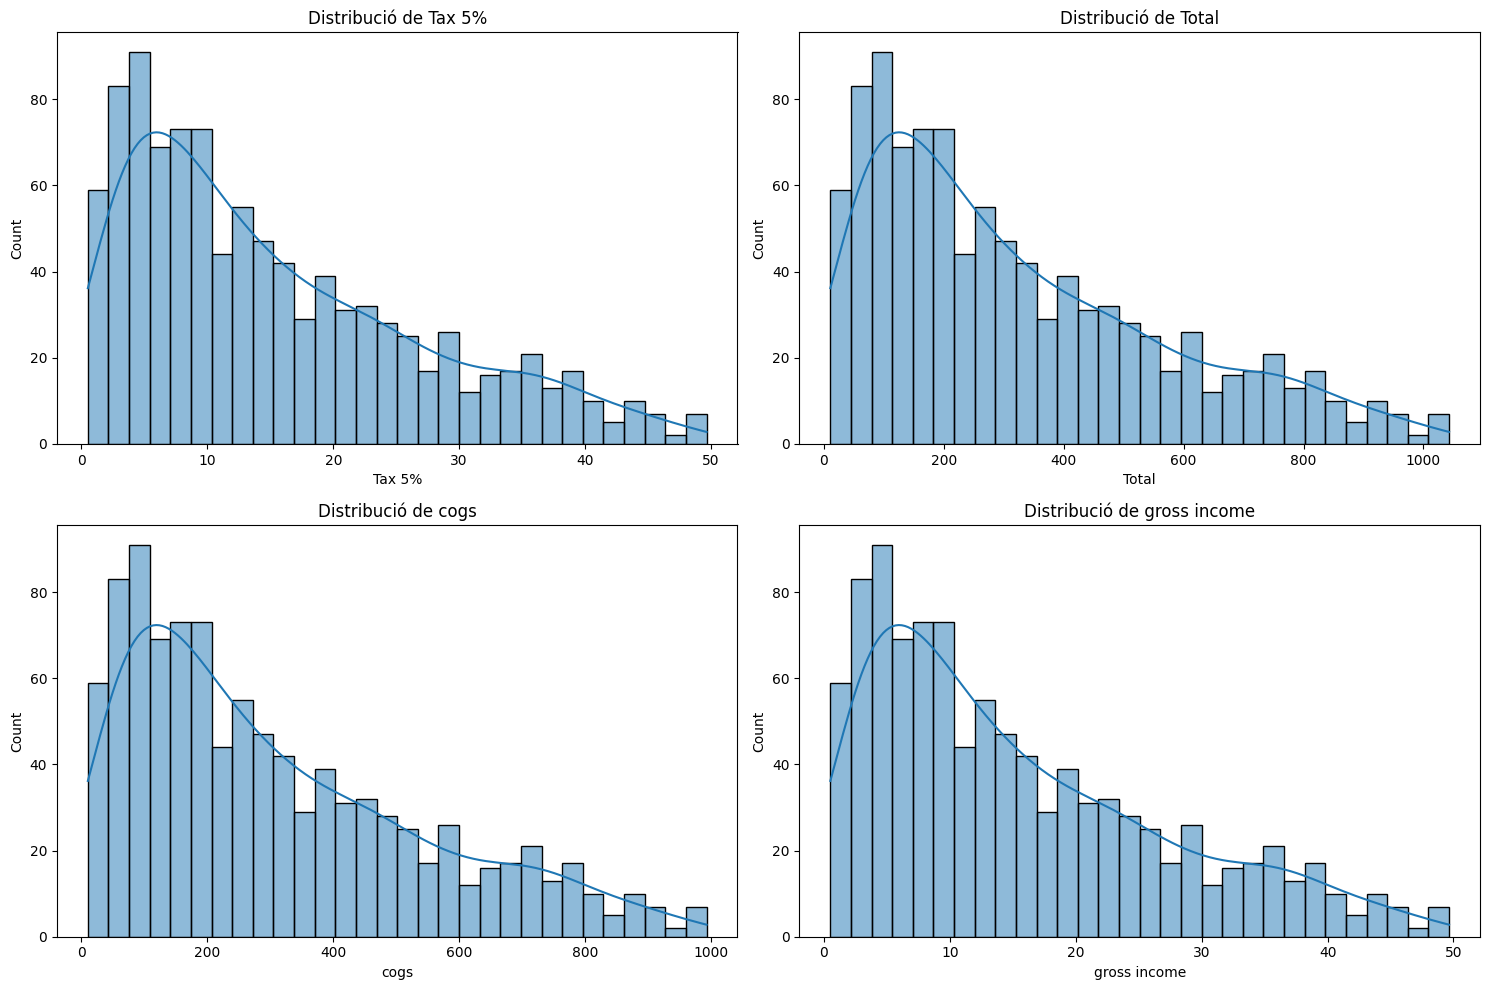 Distribució de Tax 5%
Count
80
60
40
20
0
0 10 20 30 40 50
Tax 5%
Distribució de Total
Count
80
60
40
20
0
0 200 400 600 800 1000
Total
Distribució de cogs
Count
80
60
40
20
0
0 200 400 600 800 1000
cogs
Distribució de gross income
Count
80
60
40
20
0
0 10 20 30 40 50
gross income